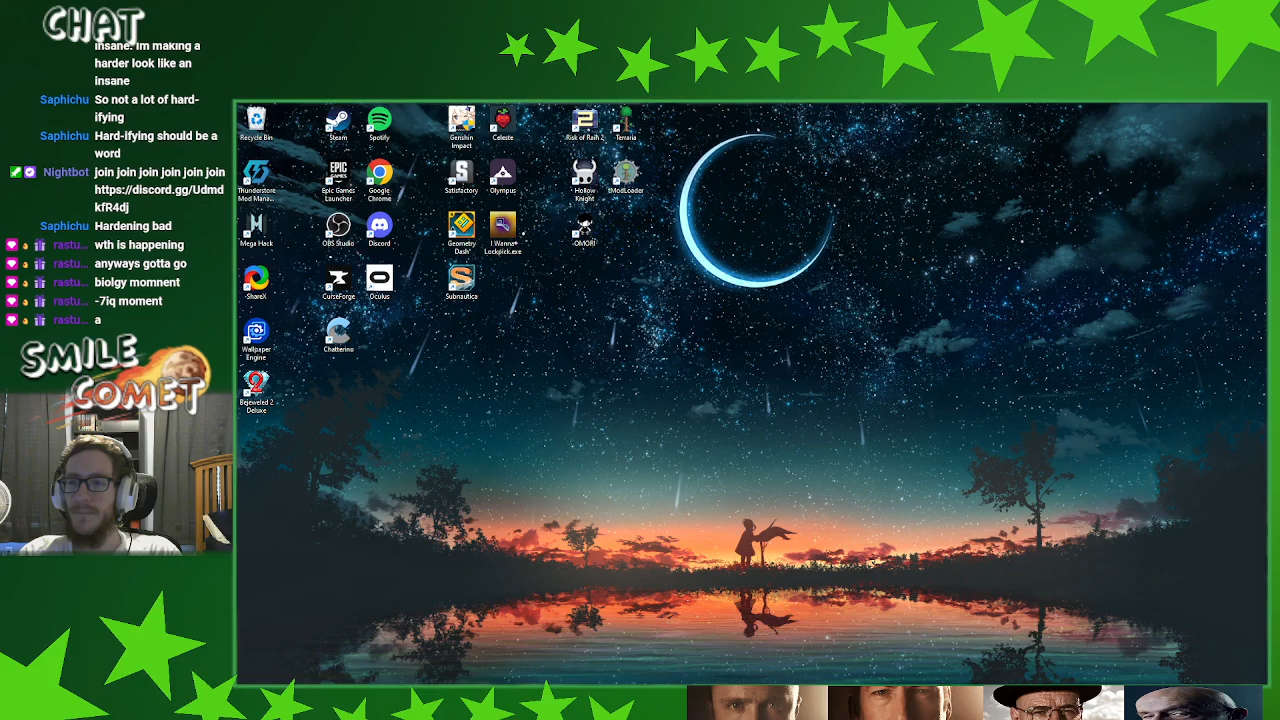 CHAT
insane. Im making a
harder look like an
insane
Saphichu So not a lot of hard-
ifying
Saphichu Hard-Ifying should be a
word
Nightbot join join join join join join
https://discord.gg/Udmd
kfR4dj
Saphichu Hardening bad
rastu... wth is happening
rastu... anyways gotta go
rastu... biolgy momnent
rastu... -7iq moment
rastu... a
SMILE
COMET
Recycle Bin
Steam
Spotify
Genshin
Impact
Celeste
Risk of Rain 2
Terraria
Thunderstore
Mod Mana...
Epic Games
Launcher
Google
Chrome
Satisfactory
Olympus
Hollow
Knight
tModLoader
Mega Hack
OBS Studio
Discord
Geometry
Dash
I Wanna
Lockpick.exe
OMORI
ShareX
CurseForge
Oculus
Subnautica
Wallpaper
Engine
Chatterino
Bejeweled 2
Deluxe